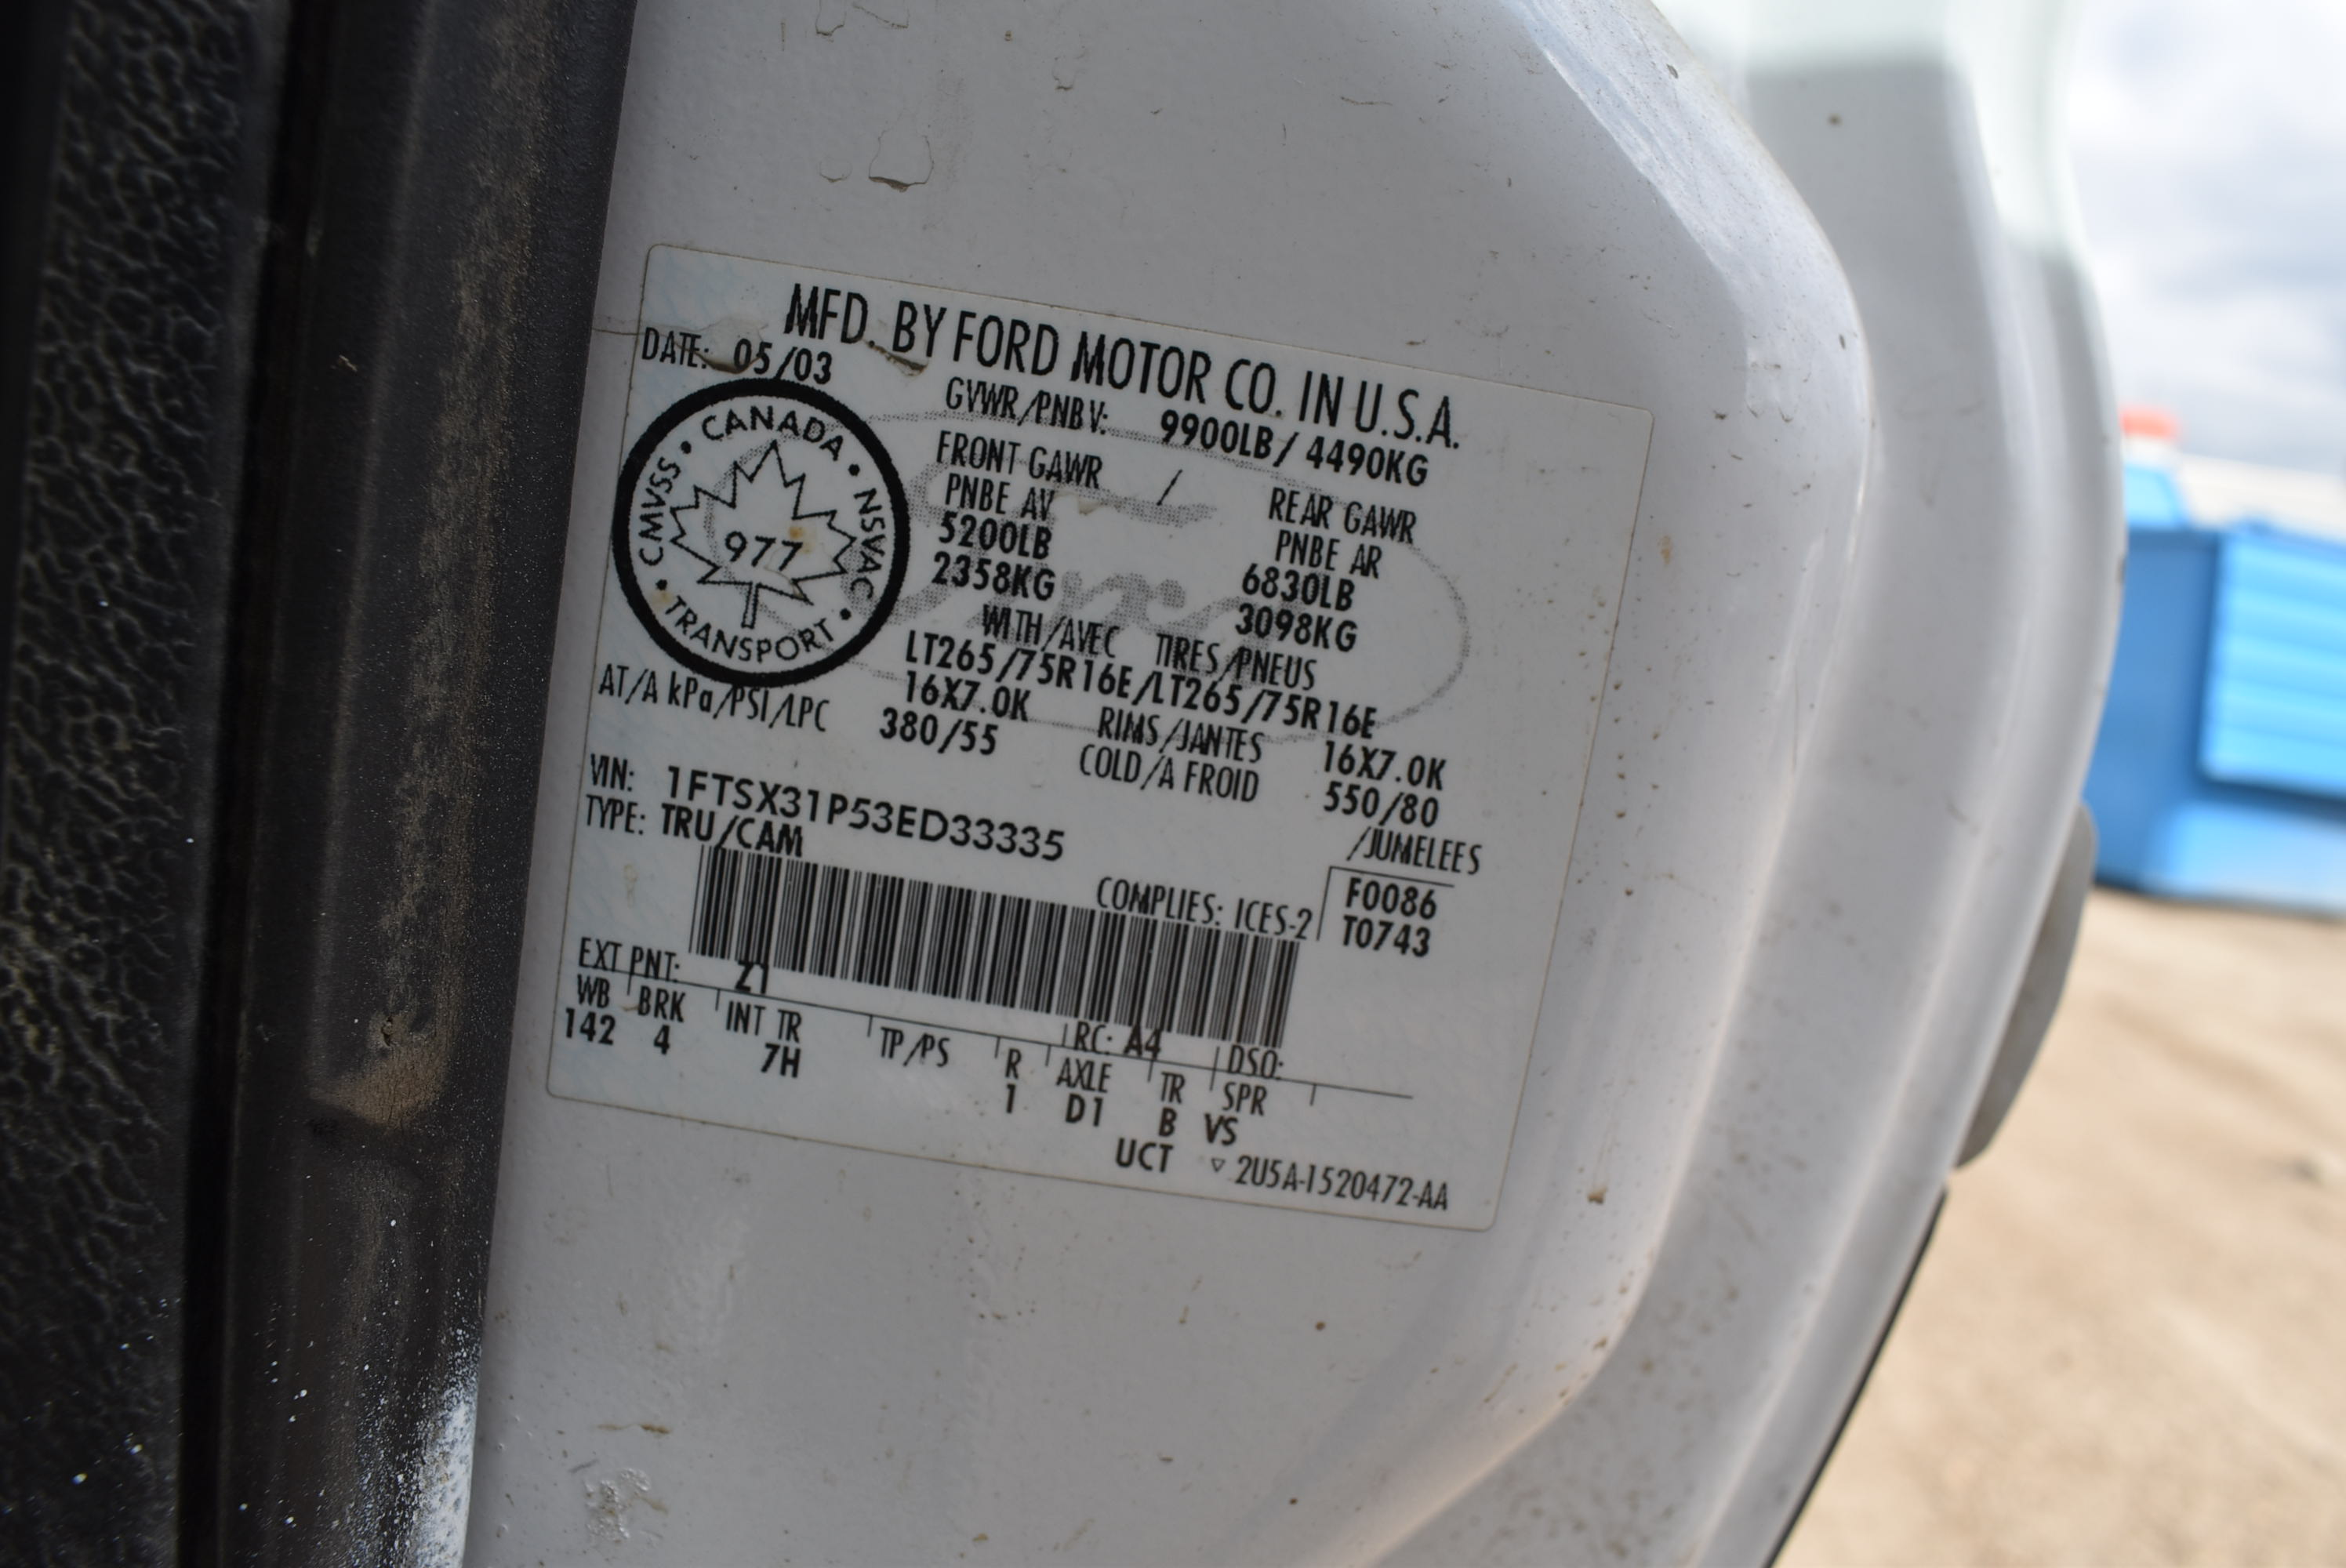 MFD. BY FORD MOTOR CO. IN U.S.A.
DATE: 05/03
GVWR/PNBV: 9900LB/4490KG
FRONT GAWR / REAR GAWR
PNBE AV PNBE AR
5200LB 6830LB
2358KG 3098KG
WITH/AVEC TIRES/PNEUS
LT265/75R16E/LT265/75R16E
16X7.0K RIMS/JANTES 16X7.0K
AT/A kPa/PSI/LPC 380/55 COLD/A FROID 550/80
CANADA • NSVAC • TRANSPORT • CMVSS •
977
VIN: 1FTSX31P53ED33335 /JUMELEES
TYPE: TRU/CAM
COMPLIES: ICES-2 F0086
T0743
EXT PNT: Z1 RC: A4 DSO:
WB BRK INT TR TP/PS R AXLE TR SPR
142 4 7H 1 D1 B VS
UCT ▽ 2U5A-1520472-AA